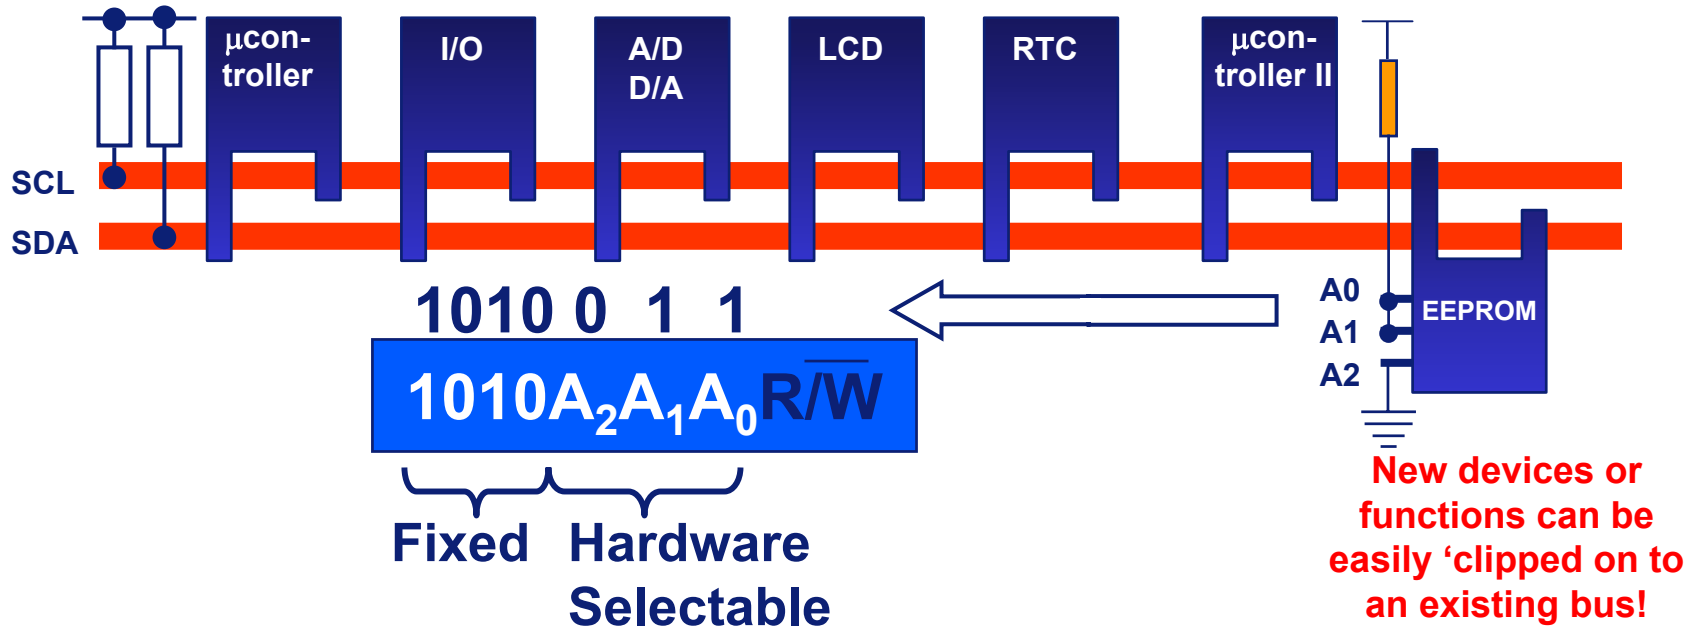 μcon-
troller
I/O
A/D
D/A
LCD
RTC
μcon-
troller II
SCL
SDA
A0
A1
A2
EEPROM
1010 0 1 1
1010A₂A₁A₀R/W̅
Fixed
Hardware
Selectable
New devices or
functions can be
easily ‘clipped on to
an existing bus!